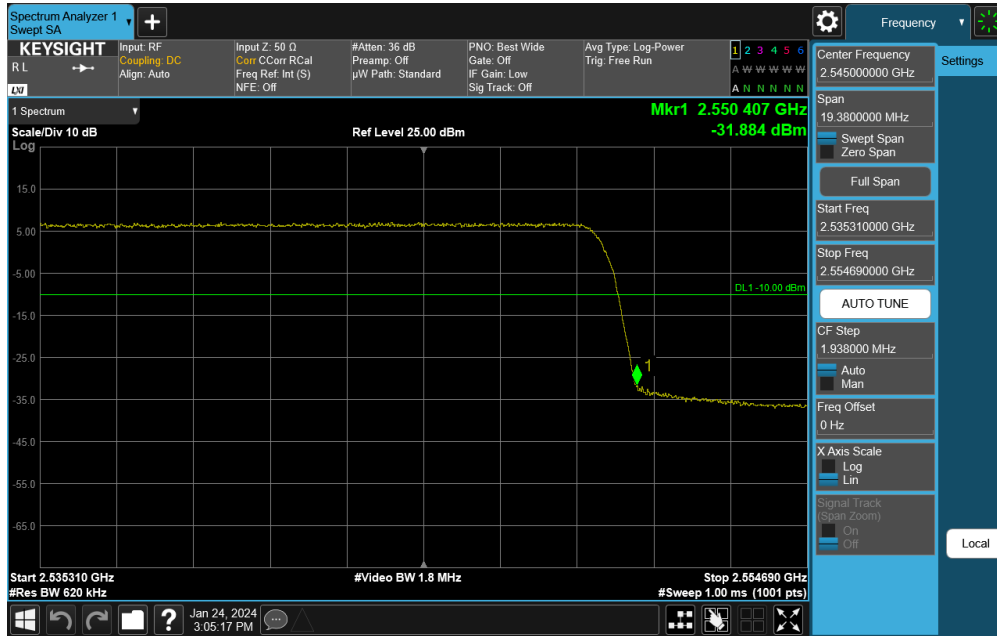 Spectrum Analyzer 1
Swept SA
+
Frequency
KEYSIGHT
R L
LXI
Input: RF
Coupling: DC
Align: Auto
Input Z: 50 Ω
Corr CCorr RCal
Freq Ref: Int (S)
NFE: Off
#Atten: 36 dB
Preamp: Off
µW Path: Standard
PNO: Best Wide
Gate: Off
IF Gain: Low
Sig Track: Off
Avg Type: Log-Power
Trig: Free Run
1 2 3 4 5 6
A W W W W W
A N N N N N
1 Spectrum
Scale/Div 10 dB
Log
Ref Level 25.00 dBm
Mkr1 2.550 407 GHz
-31.884 dBm
15.0
5.00
-5.00
-15.0
-25.0
-35.0
-45.0
-55.0
-65.0
DL1 -10.00 dBm
1
Start 2.535310 GHz
#Res BW 620 kHz
#Video BW 1.8 MHz
Stop 2.554690 GHz
#Sweep 1.00 ms (1001 pts)
Center Frequency
2.545000000 GHz
Span
19.3800000 MHz
Swept Span
Zero Span
Full Span
Start Freq
2.535310000 GHz
Stop Freq
2.554690000 GHz
AUTO TUNE
CF Step
1.938000 MHz
Auto
Man
Freq Offset
0 Hz
X Axis Scale
Log
Lin
Signal Track
(Span Zoom)
On
Off
Settings
Local
?
Jan 24, 2024
3:05:17 PM